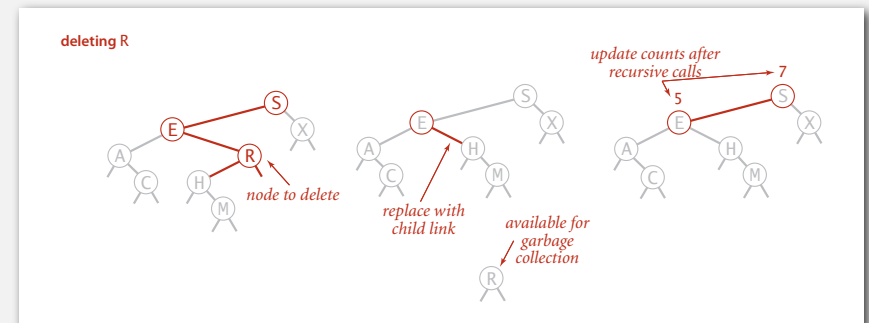 deleting R
S
E
X
A
R
C
H
M
node to delete
S
E
X
A
H
C
M
replace with
child link
available for
garbage
collection
R
update counts after
recursive calls
7
5
S
E
X
A
H
C
M